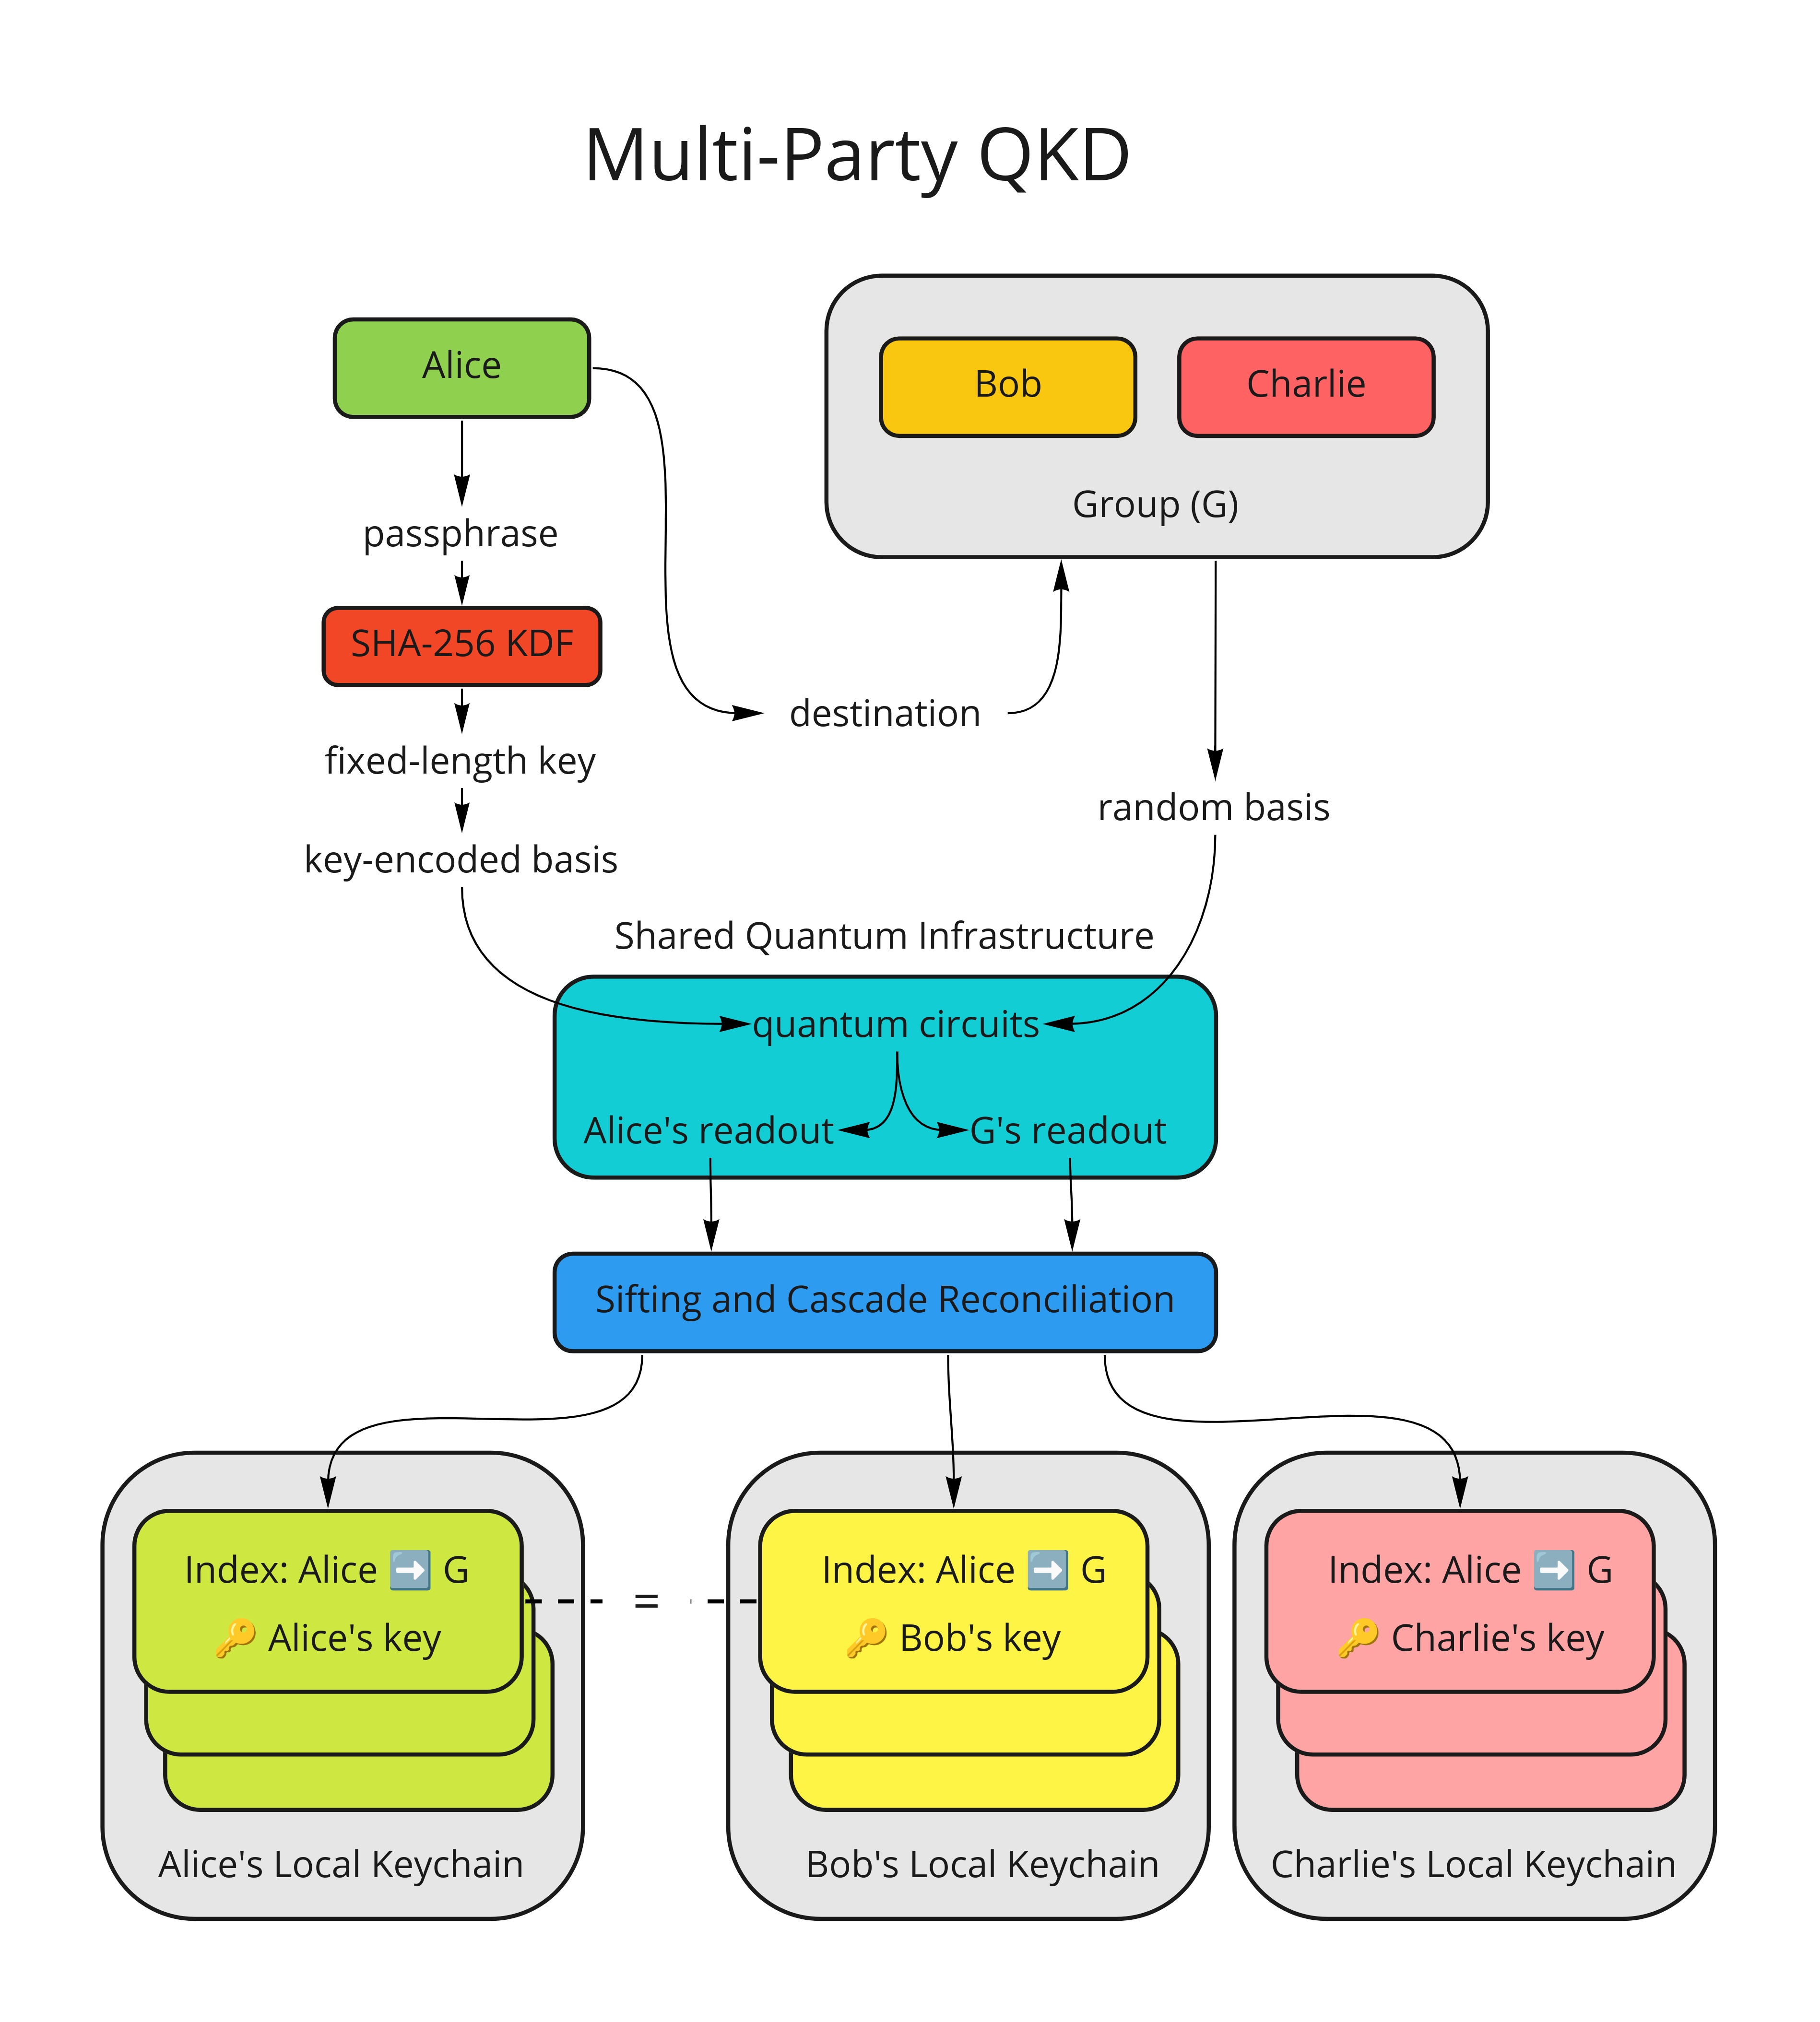 Multi-Party QKD
Alice
Bob
Charlie
Group (G)
passphrase
SHA-256 KDF
destination
fixed-length key
random basis
key-encoded basis
Shared Quantum Infrastructure
quantum circuits
Alice's readout
G's readout
Sifting and Cascade Reconciliation
Index: Alice ➡️ G
🔑 Alice's key
=
Index: Alice ➡️ G
🔑 Bob's key
Index: Alice ➡️ G
🔑 Charlie's key
Alice's Local Keychain
Bob's Local Keychain
Charlie's Local Keychain